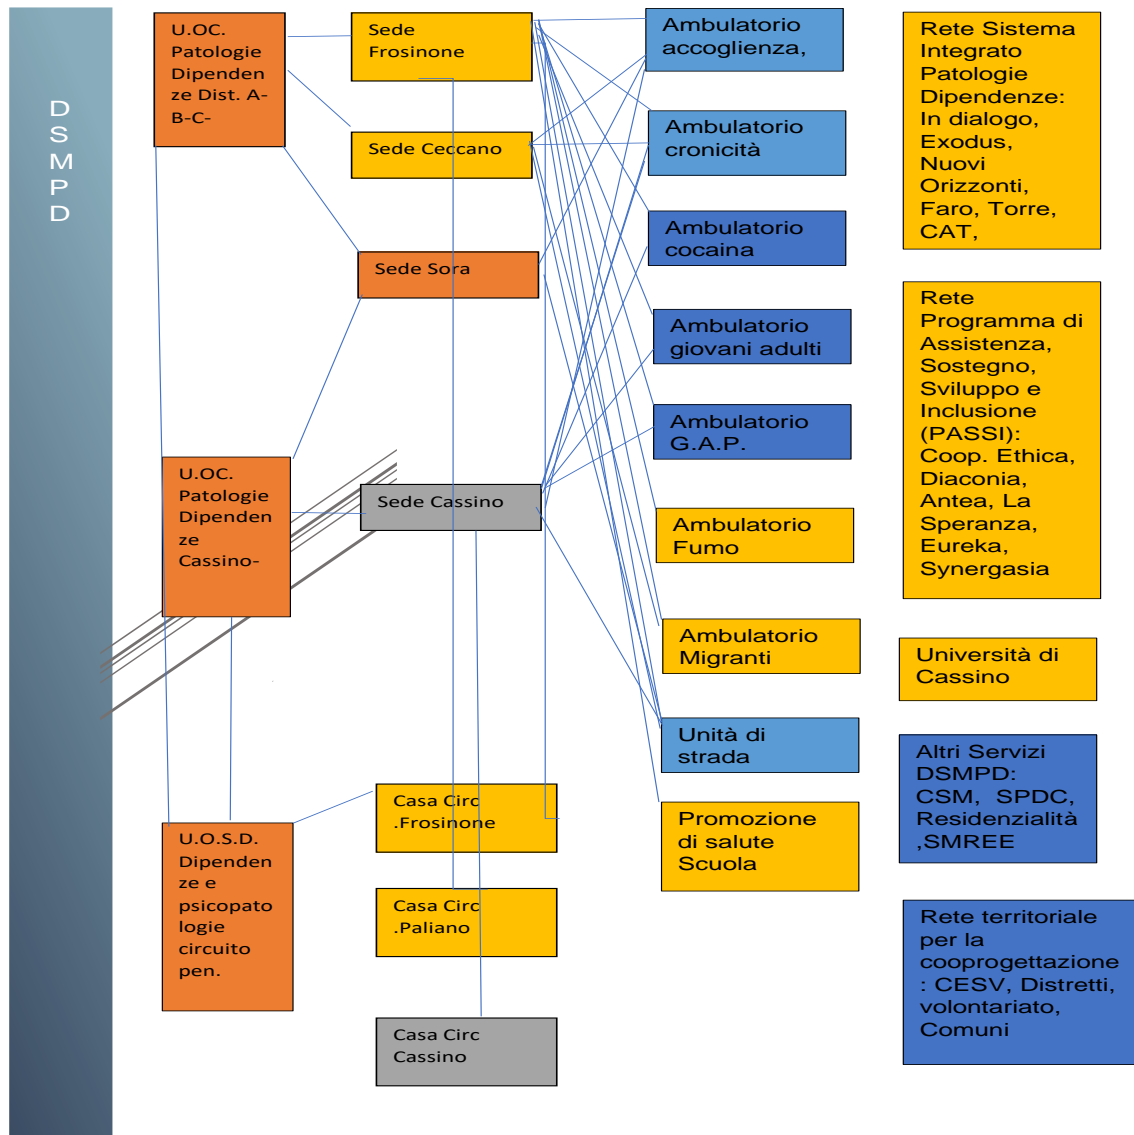 D
S
M
P
D
U.OC.
Patologie
Dipenden
ze Dist. A-
B-C-
U.OC.
Patologie
Dipenden
ze
Cassino-
U.O.S.D.
Dipenden
ze e
psicopato
logie
circuito
pen.
Sede
Frosinone
Sede Ceccano
Sede Sora
Sede Cassino
Casa Circ
.Frosinone
Casa Circ
.Paliano
Casa Circ
Cassino
Ambulatorio
accoglienza,
Ambulatorio
cronicità
Ambulatorio
cocaina
Ambulatorio
giovani adulti
Ambulatorio
G.A.P.
Ambulatorio
Fumo
Ambulatorio
Migranti
Unità di
strada
Promozione
di salute
Scuola
Rete Sistema
Integrato
Patologie
Dipendenze:
In dialogo,
Exodus,
Nuovi
Orizzonti,
Faro, Torre,
CAT,
Rete
Programma di
Assistenza,
Sostegno,
Sviluppo e
Inclusione
(PASSI):
Coop. Ethica,
Diaconia,
Antea, La
Speranza,
Eureka,
Synergasia
Università di
Cassino
Altri Servizi
DSMPD:
CSM, SPDC,
Residenzialità
,SMREE
Rete territoriale
per la
cooprogettazione
: CESV, Distretti,
volontariato,
Comuni